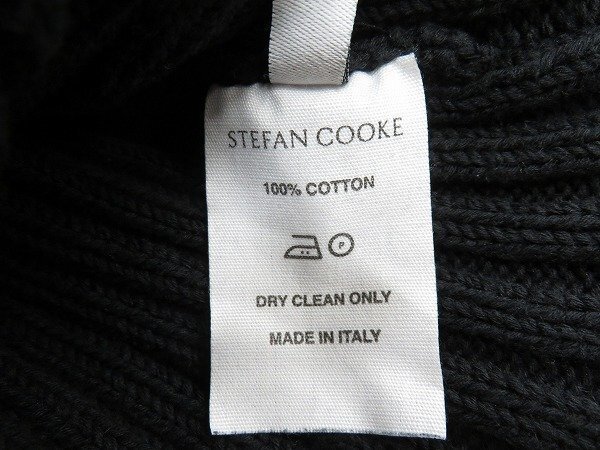 STEFAN COOKE
100% COTTON
P
DRY CLEAN ONLY
MADE IN ITALY